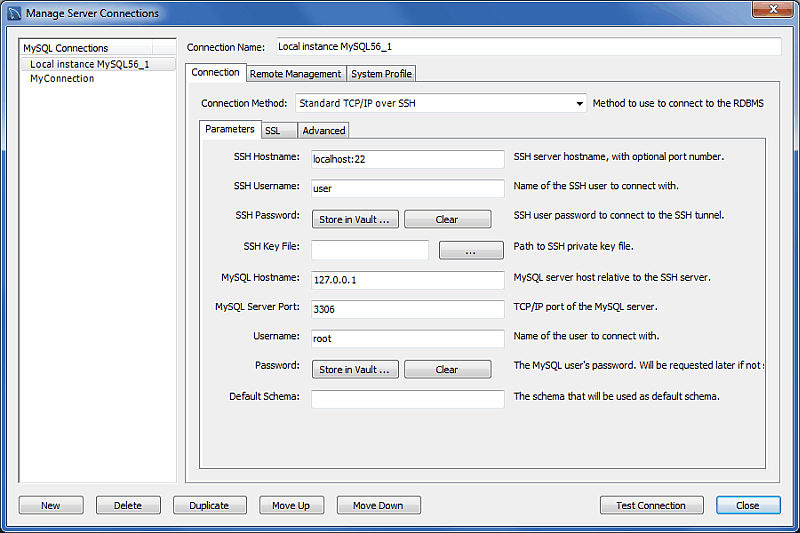 Manage Server Connections
MySQL Connections
Local instance MySQL56_1
MyConnection
Connection Name: Local instance MySQL56_1
Connection Remote Management System Profile
Connection Method: Standard TCP/IP over SSH Method to use to connect to the RDBMS
Parameters SSL Advanced
SSH Hostname: localhost:22 SSH server hostname, with optional port number.
SSH Username: user Name of the SSH user to connect with.
SSH Password: Store in Vault ... Clear SSH user password to connect to the SSH tunnel.
SSH Key File: ... Path to SSH private key file.
MySQL Hostname: 127.0.0.1 MySQL server host relative to the SSH server.
MySQL Server Port: 3306 TCP/IP port of the MySQL server.
Username: root Name of the user to connect with.
Password: Store in Vault ... Clear The MySQL user's password. Will be requested later if not s
Default Schema: The schema that will be used as default schema.
New Delete Duplicate Move Up Move Down Test Connection Close